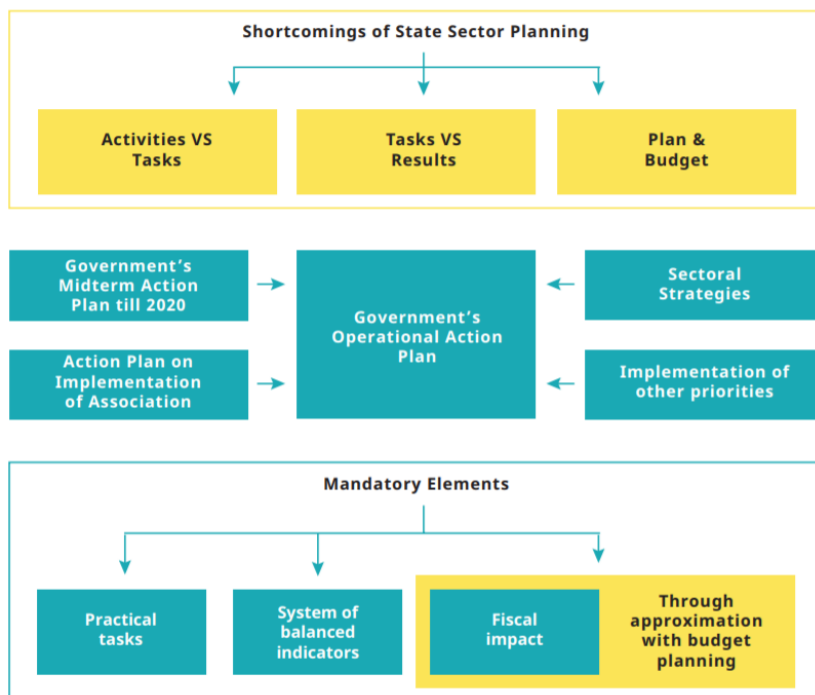 Shortcomings of State Sector Planning
Activities VS
Tasks
Tasks VS
Results
Plan &
Budget
Government's
Midterm Action
Plan till 2020
Action Plan on
Implementation
of Association
Government's
Operational Action
Plan
Sectoral
Strategies
Implementation of
other priorities
Mandatory Elements
Practical
tasks
System of
balanced
indicators
Fiscal
impact
Through
approximation
with budget
planning